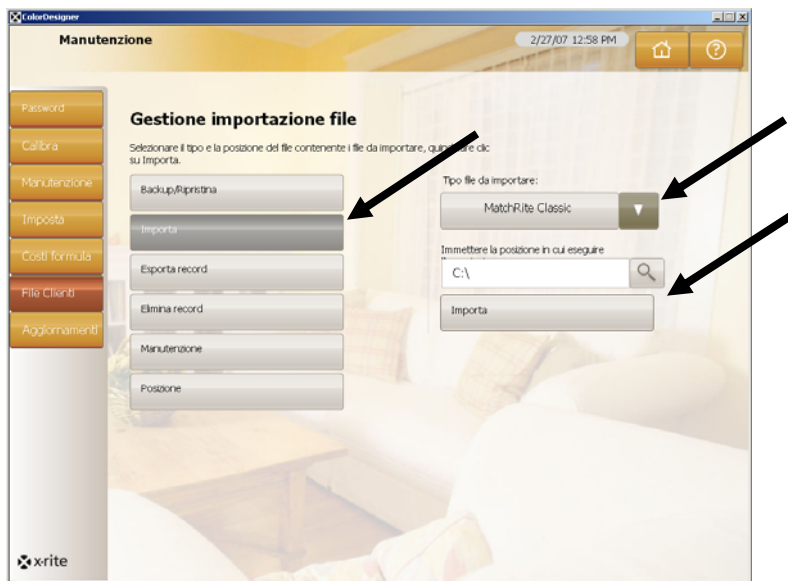 ColorDesigner
Manutenzione
2/27/07 12:58 PM
Password
Calibra
Manutenzione
Imposta
Costi formula
File Clienti
Aggiornamenti
Gestione importazione file
Selezionare il tipo e la posizione del file contenente i file da importare, quindi fare clic
su Importa.
Backup/Ripristina
Importa
Esporta record
Elimina record
Manutenzione
Posizione
Tipo file da importare:
MatchRite Classic
Immettere la posizione in cui eseguire
C:\
Importa
x-rite